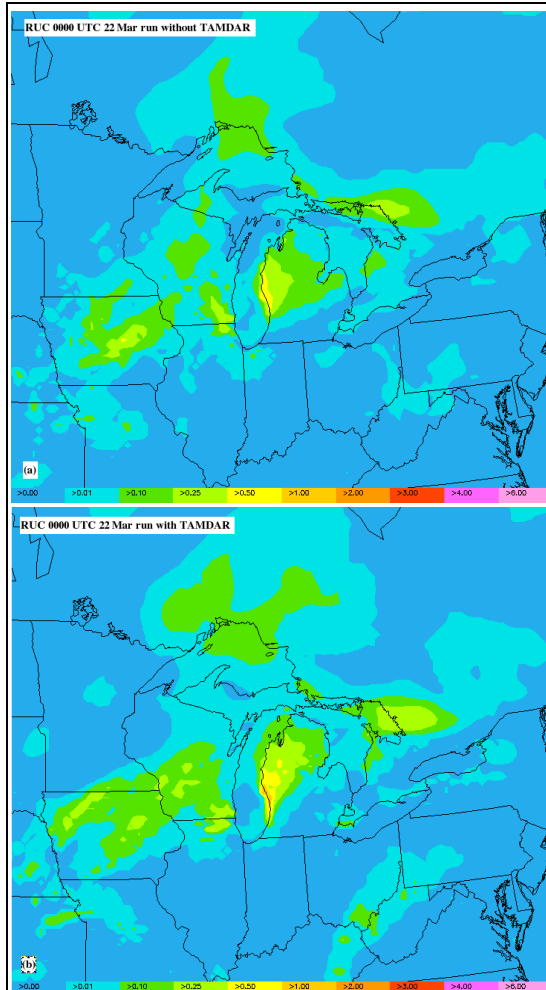 RUC 0000 UTC 22 Mar run without TAMDAR
(a)
>0.00 >0.01 >0.10 >0.25 >0.50 >1.00 >2.00 >3.00 >4.00 >6.00
RUC 0000 UTC 22 Mar run with TAMDAR
(b)
>0.00 >0.01 >0.10 >0.25 >0.50 >1.00 >2.00 >3.00 >4.00 >6.00